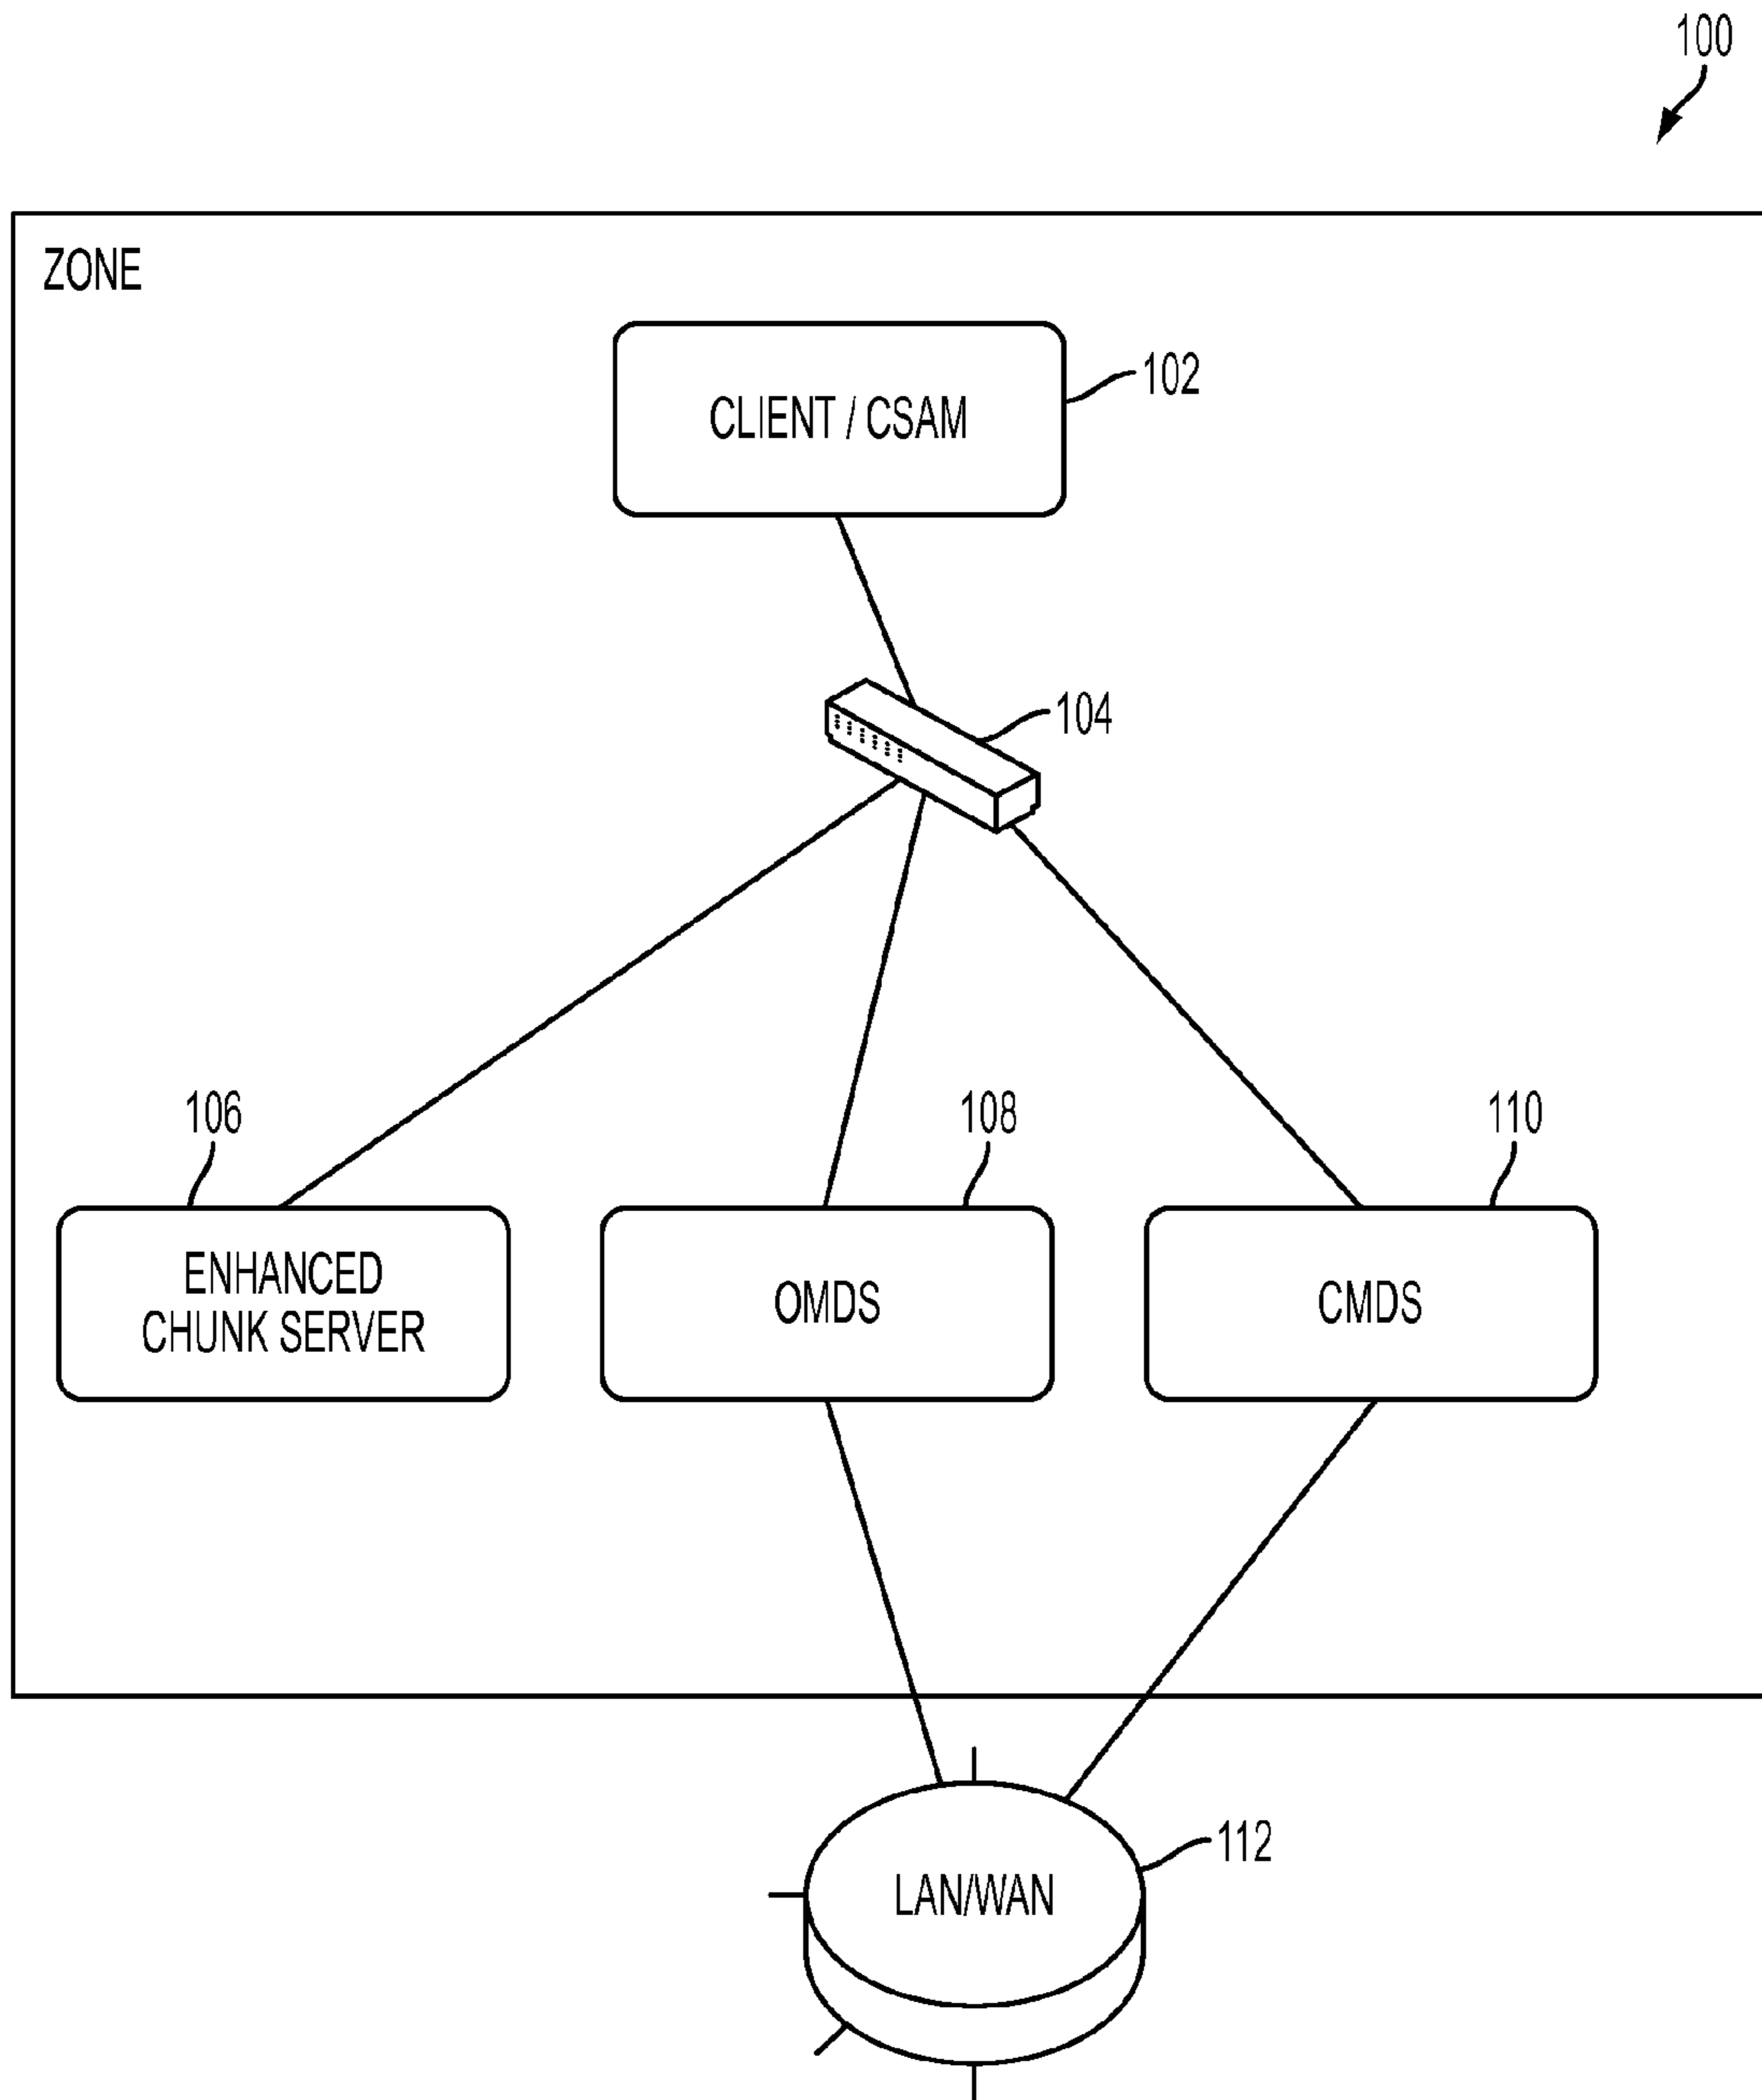 100
ZONE
CLIENT / CSAM
102
104
106
108
110
ENHANCED
CHUNK SERVER
OMDS
CMDS
112
LAN/WAN